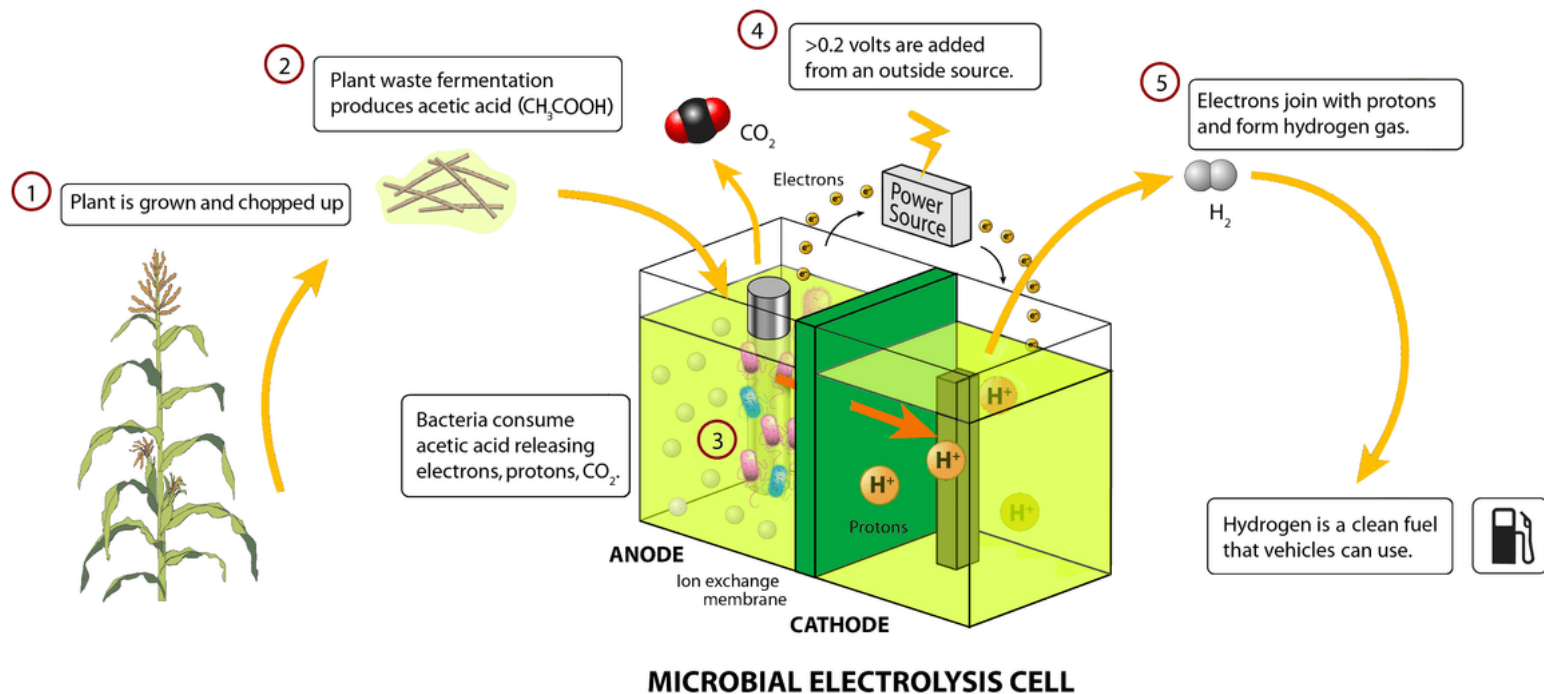 1
Plant is grown and chopped up
2
Plant waste fermentation
produces acetic acid (CH₃COOH)
CO₂
3
Bacteria consume
acetic acid releasing
electrons, protons, CO₂.
4
>0.2 volts are added
from an outside source.
Electrons
e⁻
e⁻
e⁻
e⁻
e⁻
e⁻
Power
Source
e⁻
e⁻
e⁻
e⁻
e⁻
e⁻
5
Electrons join with protons
and form hydrogen gas.
H₂
H⁺
H⁺
H⁺
H⁺
Protons
ANODE
Ion exchange
membrane
CATHODE
Hydrogen is a clean fuel
that vehicles can use.
MICROBIAL ELECTROLYSIS CELL